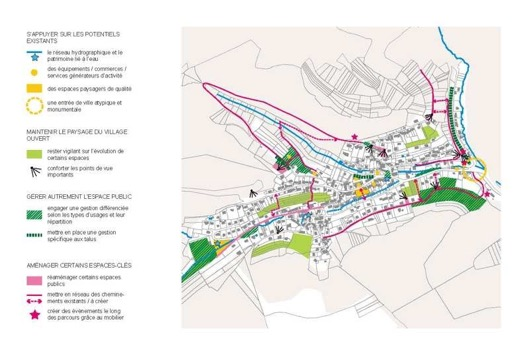 S'APPUYER SUR LES POTENTIELS
EXISTANTS
le réseau hydrographique et le
patrimoine lié à l'eau
des équipements / commerces /
services générateurs d'activité
des espaces paysagers de qualité
une entrée de ville atypique et
monumentale
MAINTENIR LE PAYSAGE DU VILLAGE
OUVERT
rester vigilant sur l'évolution de
certains espaces
conforter les points de vue
importants
GÉRER AUTREMENT L'ESPACE PUBLIC
engager une gestion différenciée
selon les types d'usages et leur
répartition
mettre en place une gestion
spécifique aux talus
AMÉNAGER CERTAINS ESPACES-CLÉS
réaménager certains espaces
publics
mettre en réseau des chemine-
ments existants / à créer
créer des évènements le long
des parcours grâce au mobilier